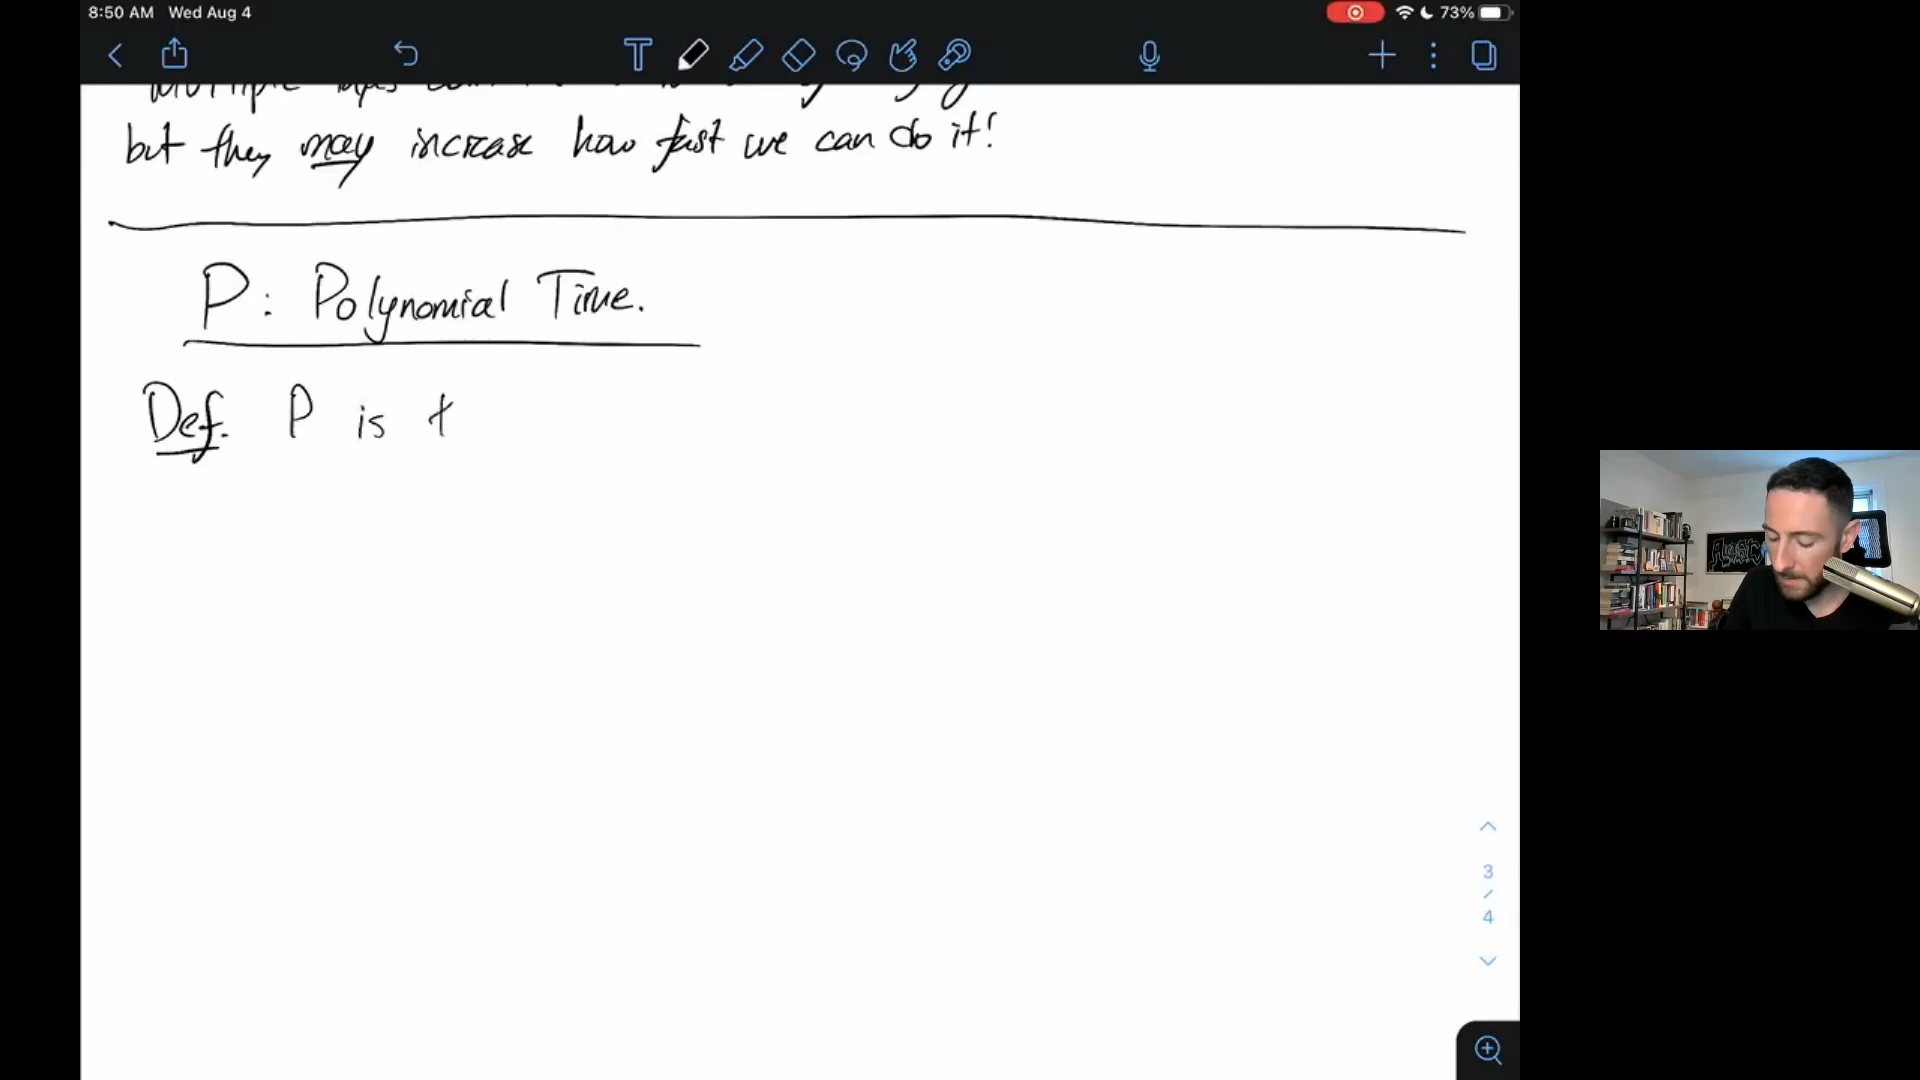 8:50 AM Wed Aug 4
73%
but they may increase how fast we can do it!
P: Polynomial Time.
Def. P is t
3
/
4